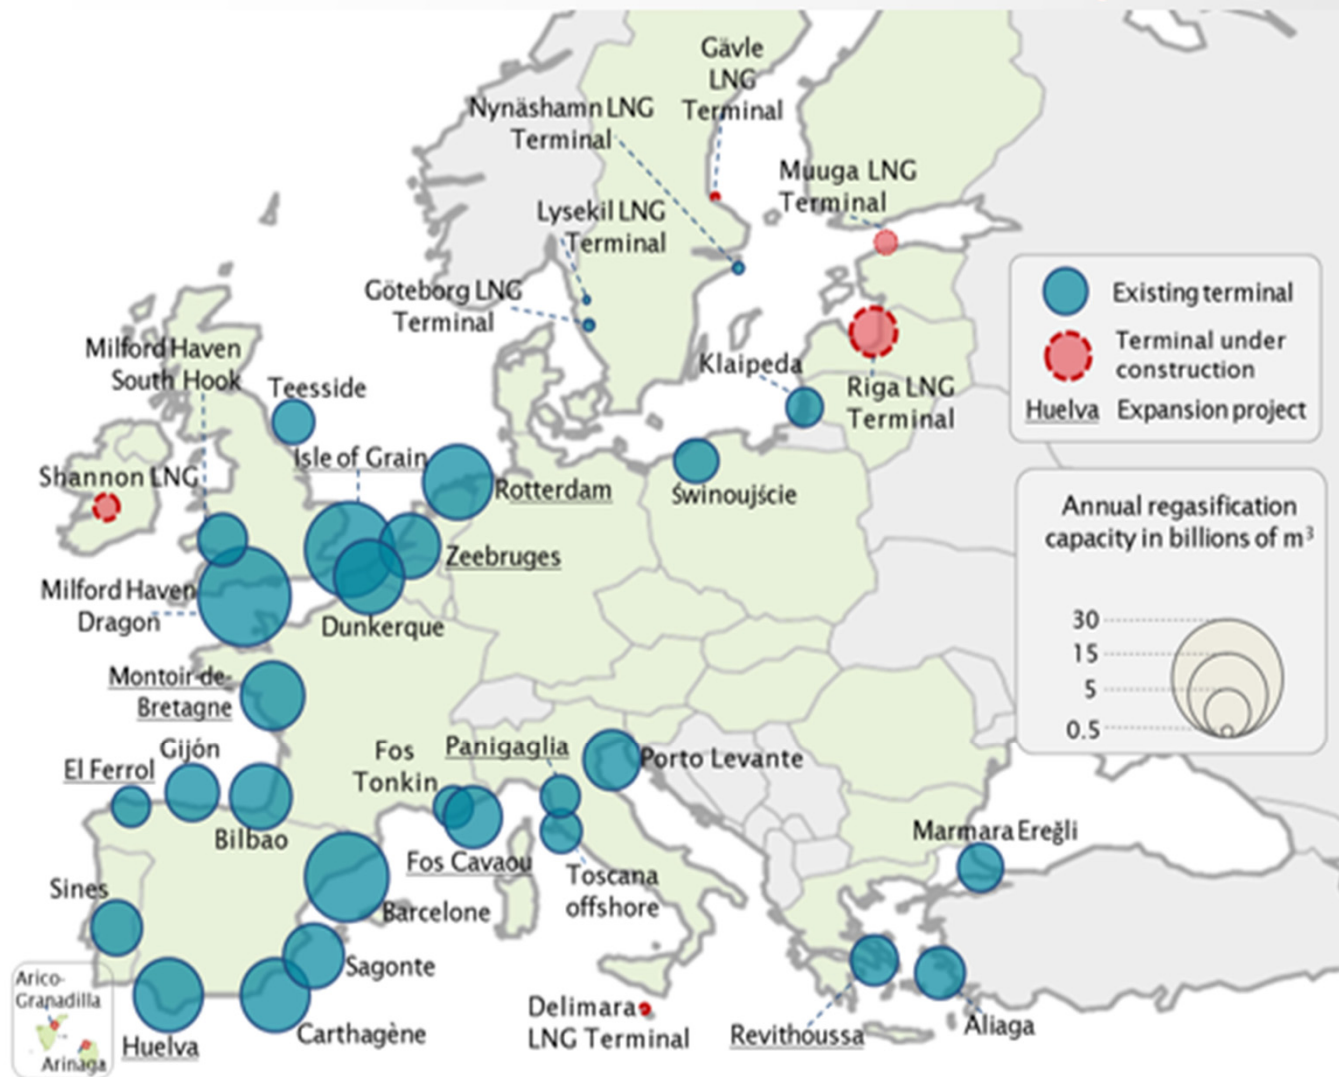 Gävle
LNG
Terminal
Nynäshamn LNG
Terminal
Muuga LNG
Terminal
Lysekil LNG
Terminal
Göteborg LNG
Terminal
Milford Haven
South Hook
Teesside
Klaipeda
Riga LNG
Terminal
Existing terminal
Terminal under
construction
Huelva Expansion project
Isle of Grain
Shannon LNG
Rotterdam
Świnoujście
Zeebruges
Milford Haven
Dragon
Dunkerque
Annual regasification
capacity in billions of m³
30
15
5
0.5
Montoir-de-
Bretagne
Gijón
El Ferrol
Bilbao
Fos
Tonkin
Panigaglia
Porto Levante
Fos Cavaou
Toscana
offshore
Marmara Ereğli
Sines
Barcelone
Sagonte
Arico-
Granadilla
Arinaga
Huelva
Carthagène
Delimara
LNG Terminal
Revithoussa
Aliaga